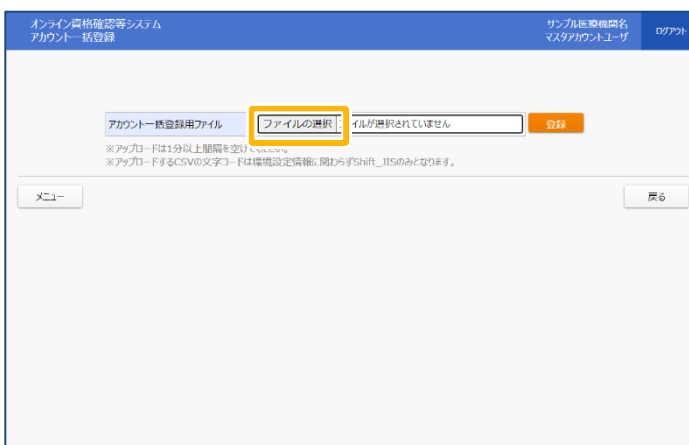 オンライン資格確認等システム
アカウント一括登録
サンプル医療機関名
マスタアカウントユーザ
ログアウト
アカウント一括登録用ファイル
ファイルの選択
イルが選択されていません
登録
※アップロードは1分以上間隔を空けてください。
※アップロードするCSVの文字コードは環境設定情報に関わらずShift_JISのみとなります。
メニュー
戻る